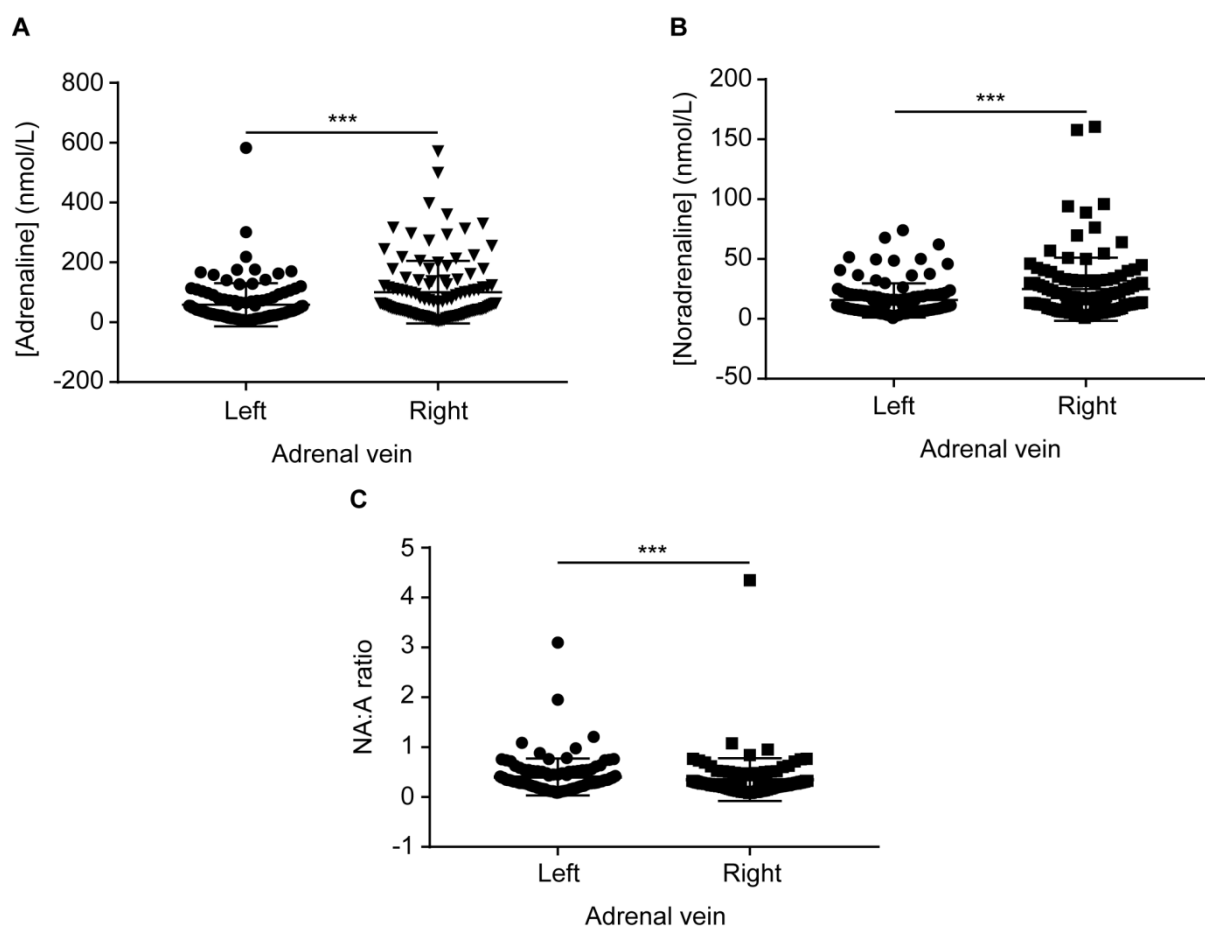 A
[Adrenaline] (nmol/L)
800
600
400
200
0
-200
***
Left
Right
Adrenal vein
B
[Noradrenaline] (nmol/L)
200
150
100
50
0
-50
***
Left
Right
Adrenal vein
C
NA:A ratio
5
4
3
2
1
0
-1
***
Left
Right
Adrenal vein